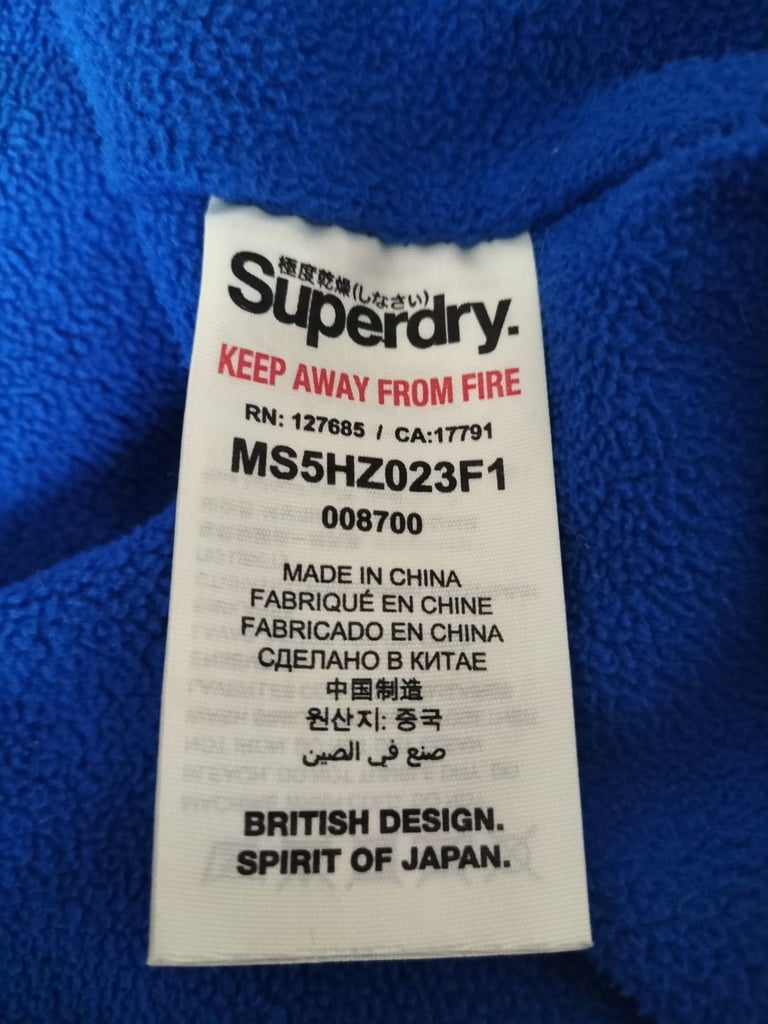 極度乾燥(しなさい)
Superdry.
KEEP AWAY FROM FIRE
RN: 127685 / CA:17791
MS5HZ023F1
008700
MADE IN CHINA
FABRIQUÉ EN CHINE
FABRICADO EN CHINA
СДЕЛАНО В КИТАЕ
中国制造
원산지: 중국
صنع في الصين
BRITISH DESIGN.
SPIRIT OF JAPAN.